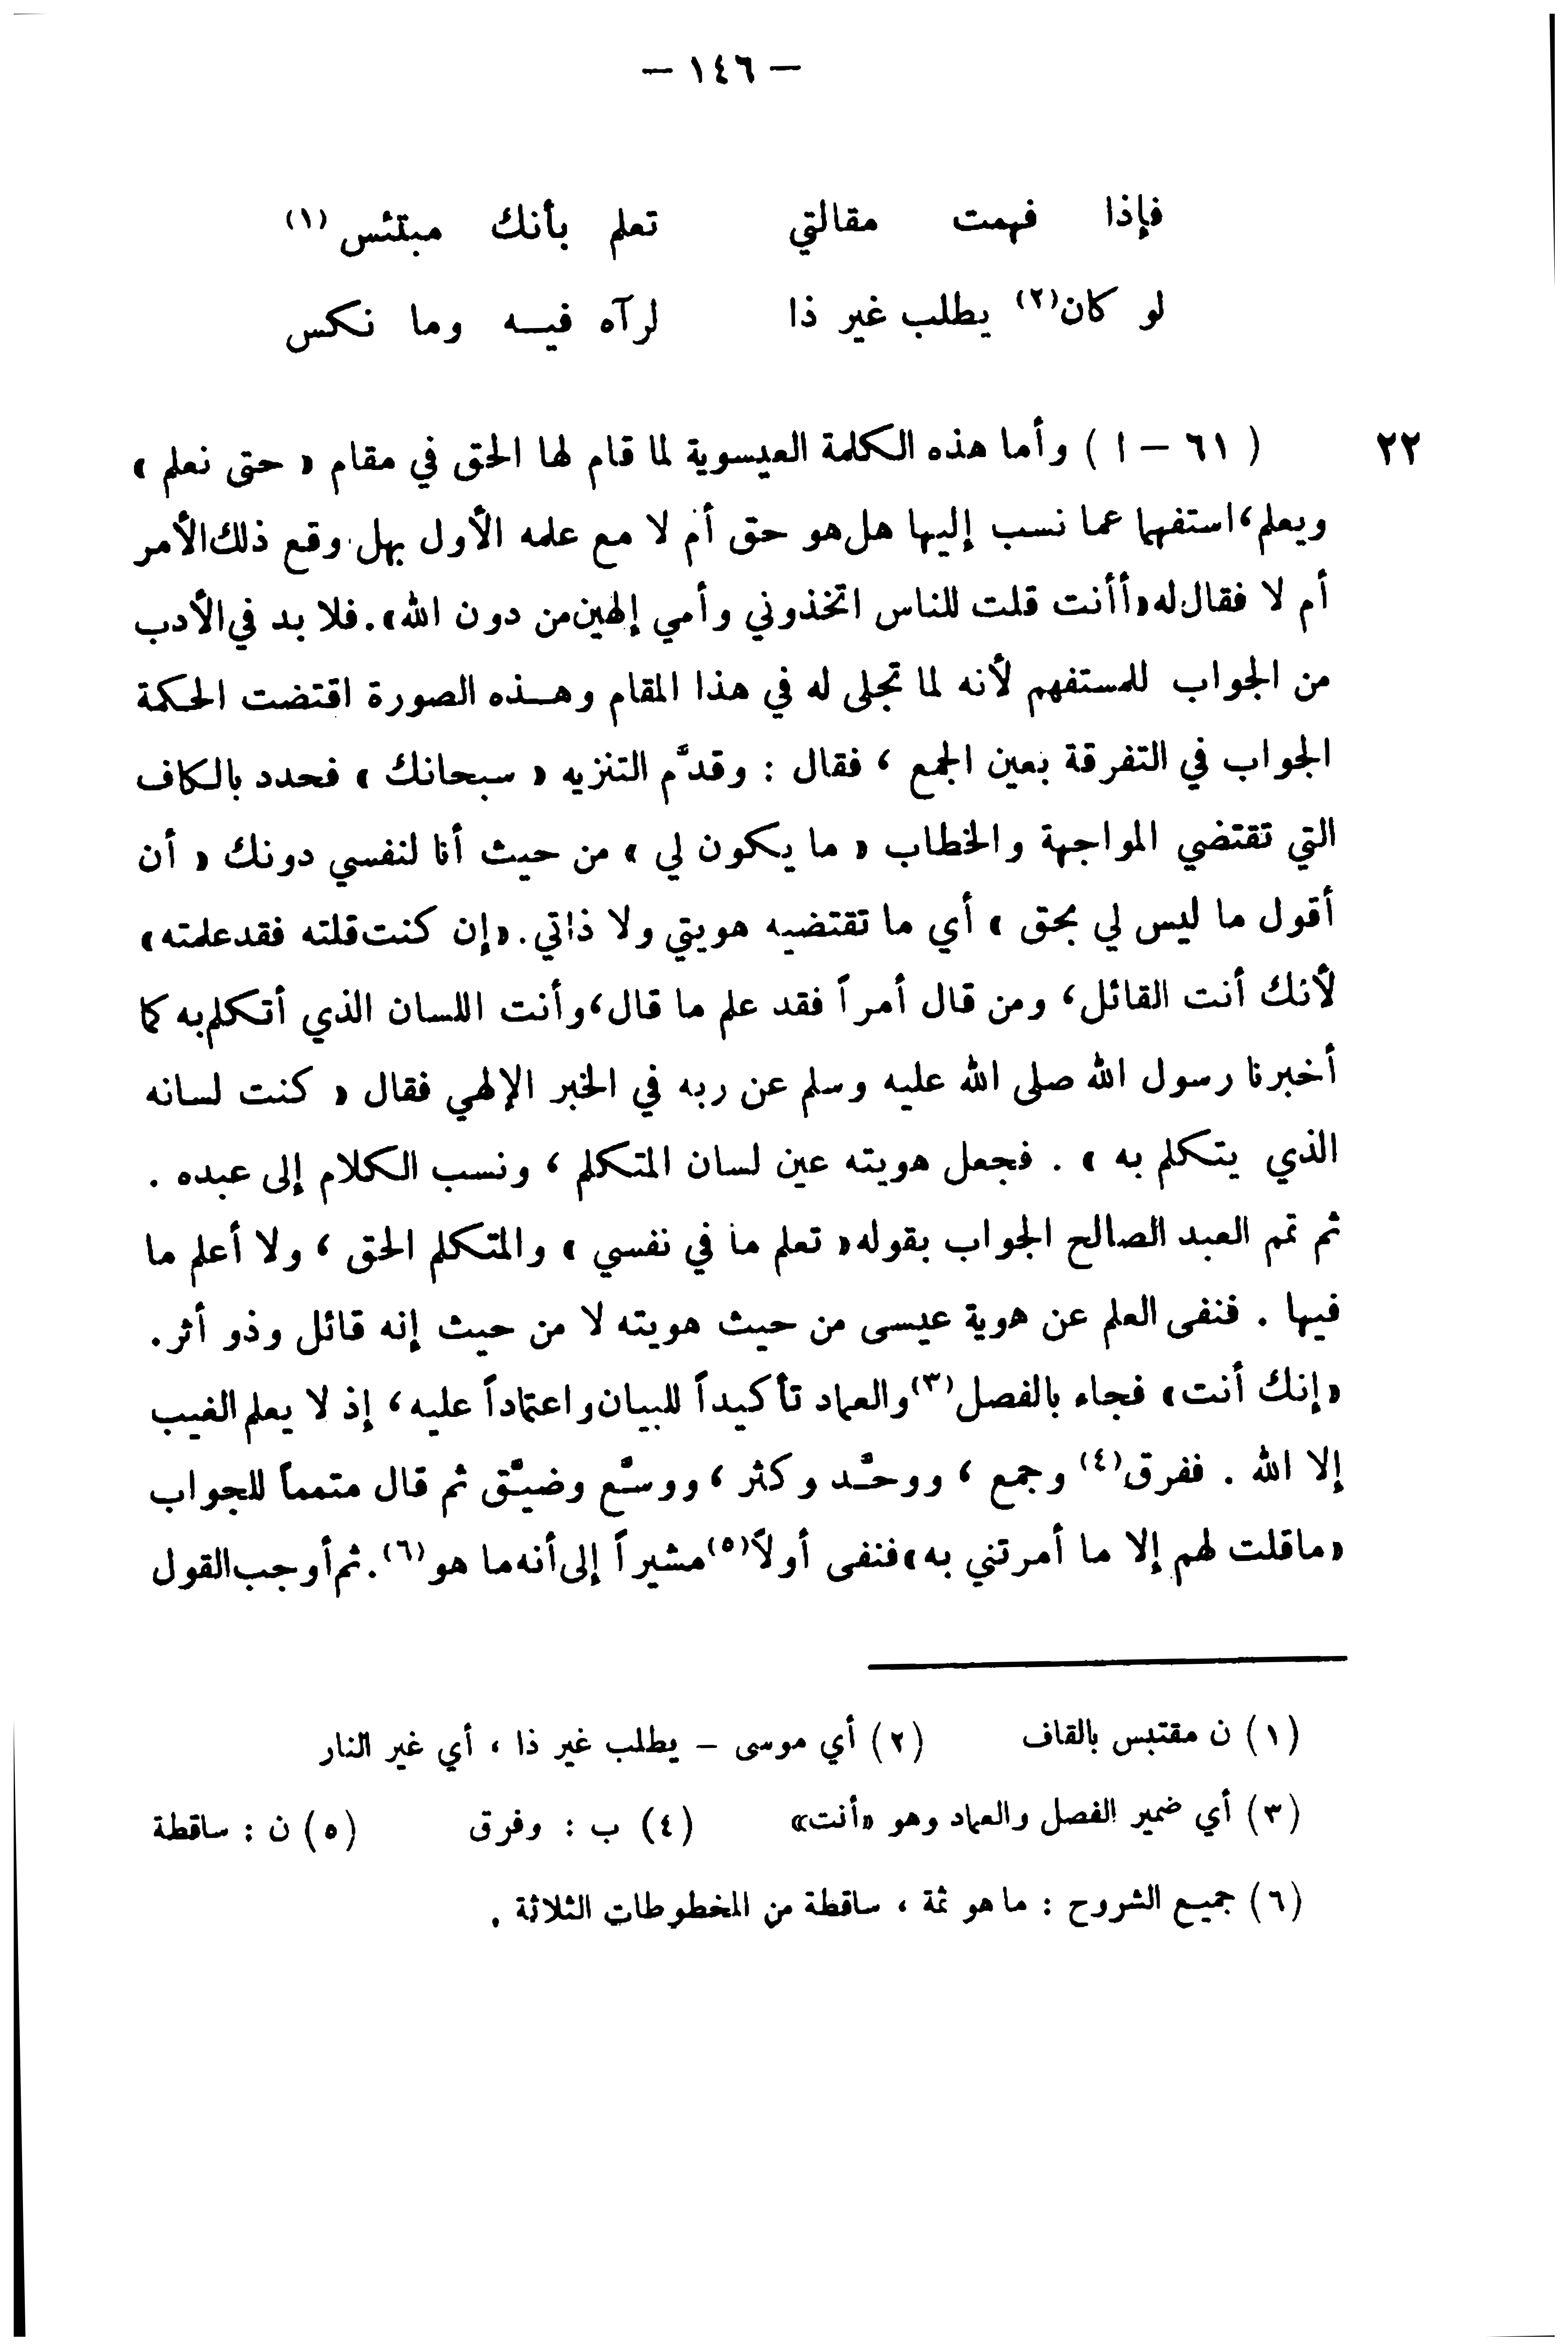 – ١٤٦ –
فإذا فهمت مقالتي تعلم بأنك مبتئس (١)
لو كان (٢) يطلب غير ذا لرآه فيه وما نكس
٢٢ ( ٦١ – ا ) وأما هذه الكلمة العيسوية لما قام لها الحق في مقام « حتى نعلم »
ويعلم، استفهما عما نسب إليها هل هو حق أم لا مع علمه الأول بهل وقع ذلك الأمر
أم لا فقال له «أأنت قلت للناس اتخذوني وأمي إلهين من دون الله». فلا بد في الأدب
من الجواب للمستفهم لأنه لما تجلى له في هذا المقام وهذه الصورة اقتضت الحكمة
الجواب في التفرقة بعين الجمع ، فقال : وقدَّم التنزيه « سبحانك » فحدد بالكاف
التي تقتضي المواجهة والخطاب « ما يكون لي » من حيث أنا لنفسي دونك « أن
أقول ما ليس لي بحق » أي ما تقتضيه هويتي ولا ذاتي. «إن كنت قلته فقد علمته»
لأنك أنت القائل، ومن قال أمراً فقد علم ما قال، وأنت اللسان الذي أتكلم به كما
أخبرنا رسول الله صلى الله عليه وسلم عن ربه في الخبر الإلهي فقال « كنت لسانه
الذي يتكلم به » . فجعل هويته عين لسان المتكلم ، ونسب الكلام إلى عبده .
ثم تمم العبد الصالح الجواب بقوله « تعلم ما في نفسي » والمتكلم الحق ، ولا أعلم ما
فيها . فنفى العلم عن هوية عيسى من حيث هويته لا من حيث إنه قائل وذو أثر.
«إنك أنت» فجاء بالفصل (٣) والعماد تأكيداً للبيان واعتماداً عليه، إذ لا يعلم الغيب
إلا الله . ففرق (٤) وجمع ، ووحَّد وكثر ، ووسَّع وضيَّق ثم قال متمماً للجواب
«ما قلت لهم إلا ما أمرتني به» فنفى أولاً (٥) مشيراً إلى أنه ما هو (٦). ثم أوجب القول
(١) ن مقتبس بالقاف (٢) أي موسى – يطلب غير ذا ، أي غير النار
(٣) أي ضمير الفصل والعماد وهو «أنت» (٤) ب : وفرق (٥) ن : ساقطة
(٦) جميع الشروح : ما هو ثمة ، ساقطة من المخطوطات الثلاثة .